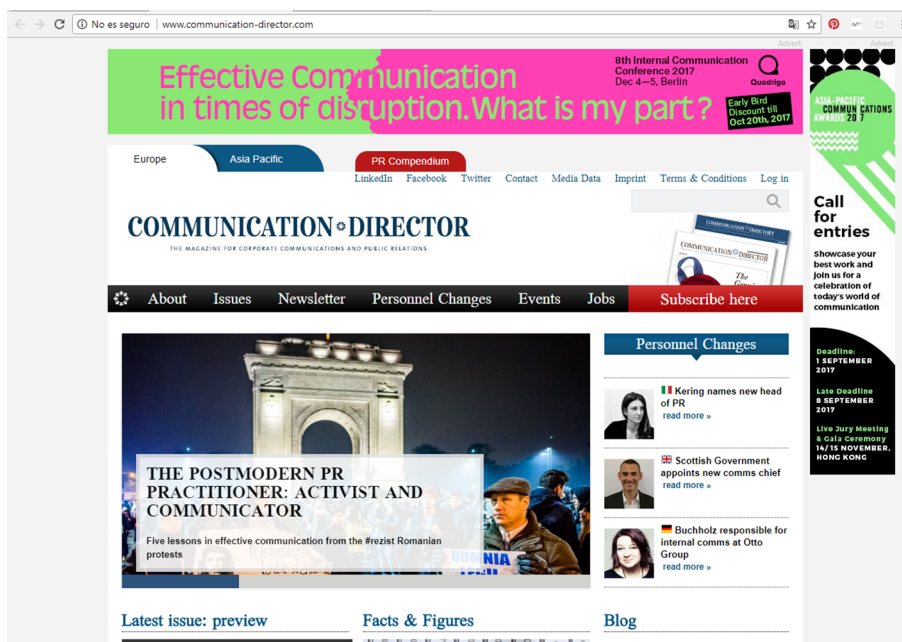 No es seguro | www.communication-director.com
Advert
Advert
Effective Communication
in times of disruption. What is my part?
8th Internal Communication
Conference 2017
Dec 4—5, Berlin
Quadriga
Early Bird
Discount till
Oct 20th, 2017
ASIA-PACIFIC
COMMUNICATIONS
AWARDS 2017
Call
for
entries
Showcase your
best work and
join us for a
celebration of
today's world of
communication
Deadline:
1 SEPTEMBER
2017
Late Deadline
8 SEPTEMBER
2017
Live Jury Meeting
& Gala Ceremony
14/15 NOVEMBER,
HONG KONG
Europe
Asia Pacific
PR Compendium
LinkedIn Facebook Twitter Contact Media Data Imprint Terms & Conditions Log in
COMMUNICATION DIRECTOR
THE MAGAZINE FOR CORPORATE COMMUNICATIONS AND PUBLIC RELATIONS
COMMUNICATION DIRECTOR
COMMUNICATION DIRECTOR
The
About Issues Newsletter Personnel Changes Events Jobs Subscribe here
THE POSTMODERN PR
PRACTITIONER: ACTIVIST AND
COMMUNICATOR
Five lessons in effective communication from the #rezist Romanian
protests
Personnel Changes
Kering names new head
of PR
read more »
Scottish Government
appoints new comms chief
read more »
Buchholz responsible for
internal comms at Otto
Group
read more »
Latest issue: preview
Facts & Figures
Blog